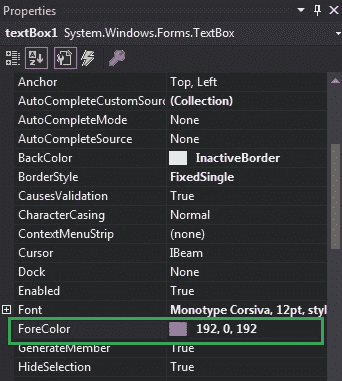 Properties
textBox1 System.Windows.Forms.TextBox
Anchor Top, Left
AutoCompleteCustomSourc (Collection)
AutoCompleteMode None
AutoCompleteSource None
BackColor InactiveBorder
BorderStyle FixedSingle
CausesValidation True
CharacterCasing Normal
ContextMenuStrip (none)
Cursor IBeam
Dock None
Enabled True
Font Monotype Corsiva, 12pt, styl
ForeColor 192, 0, 192
GenerateMember True
HideSelection True